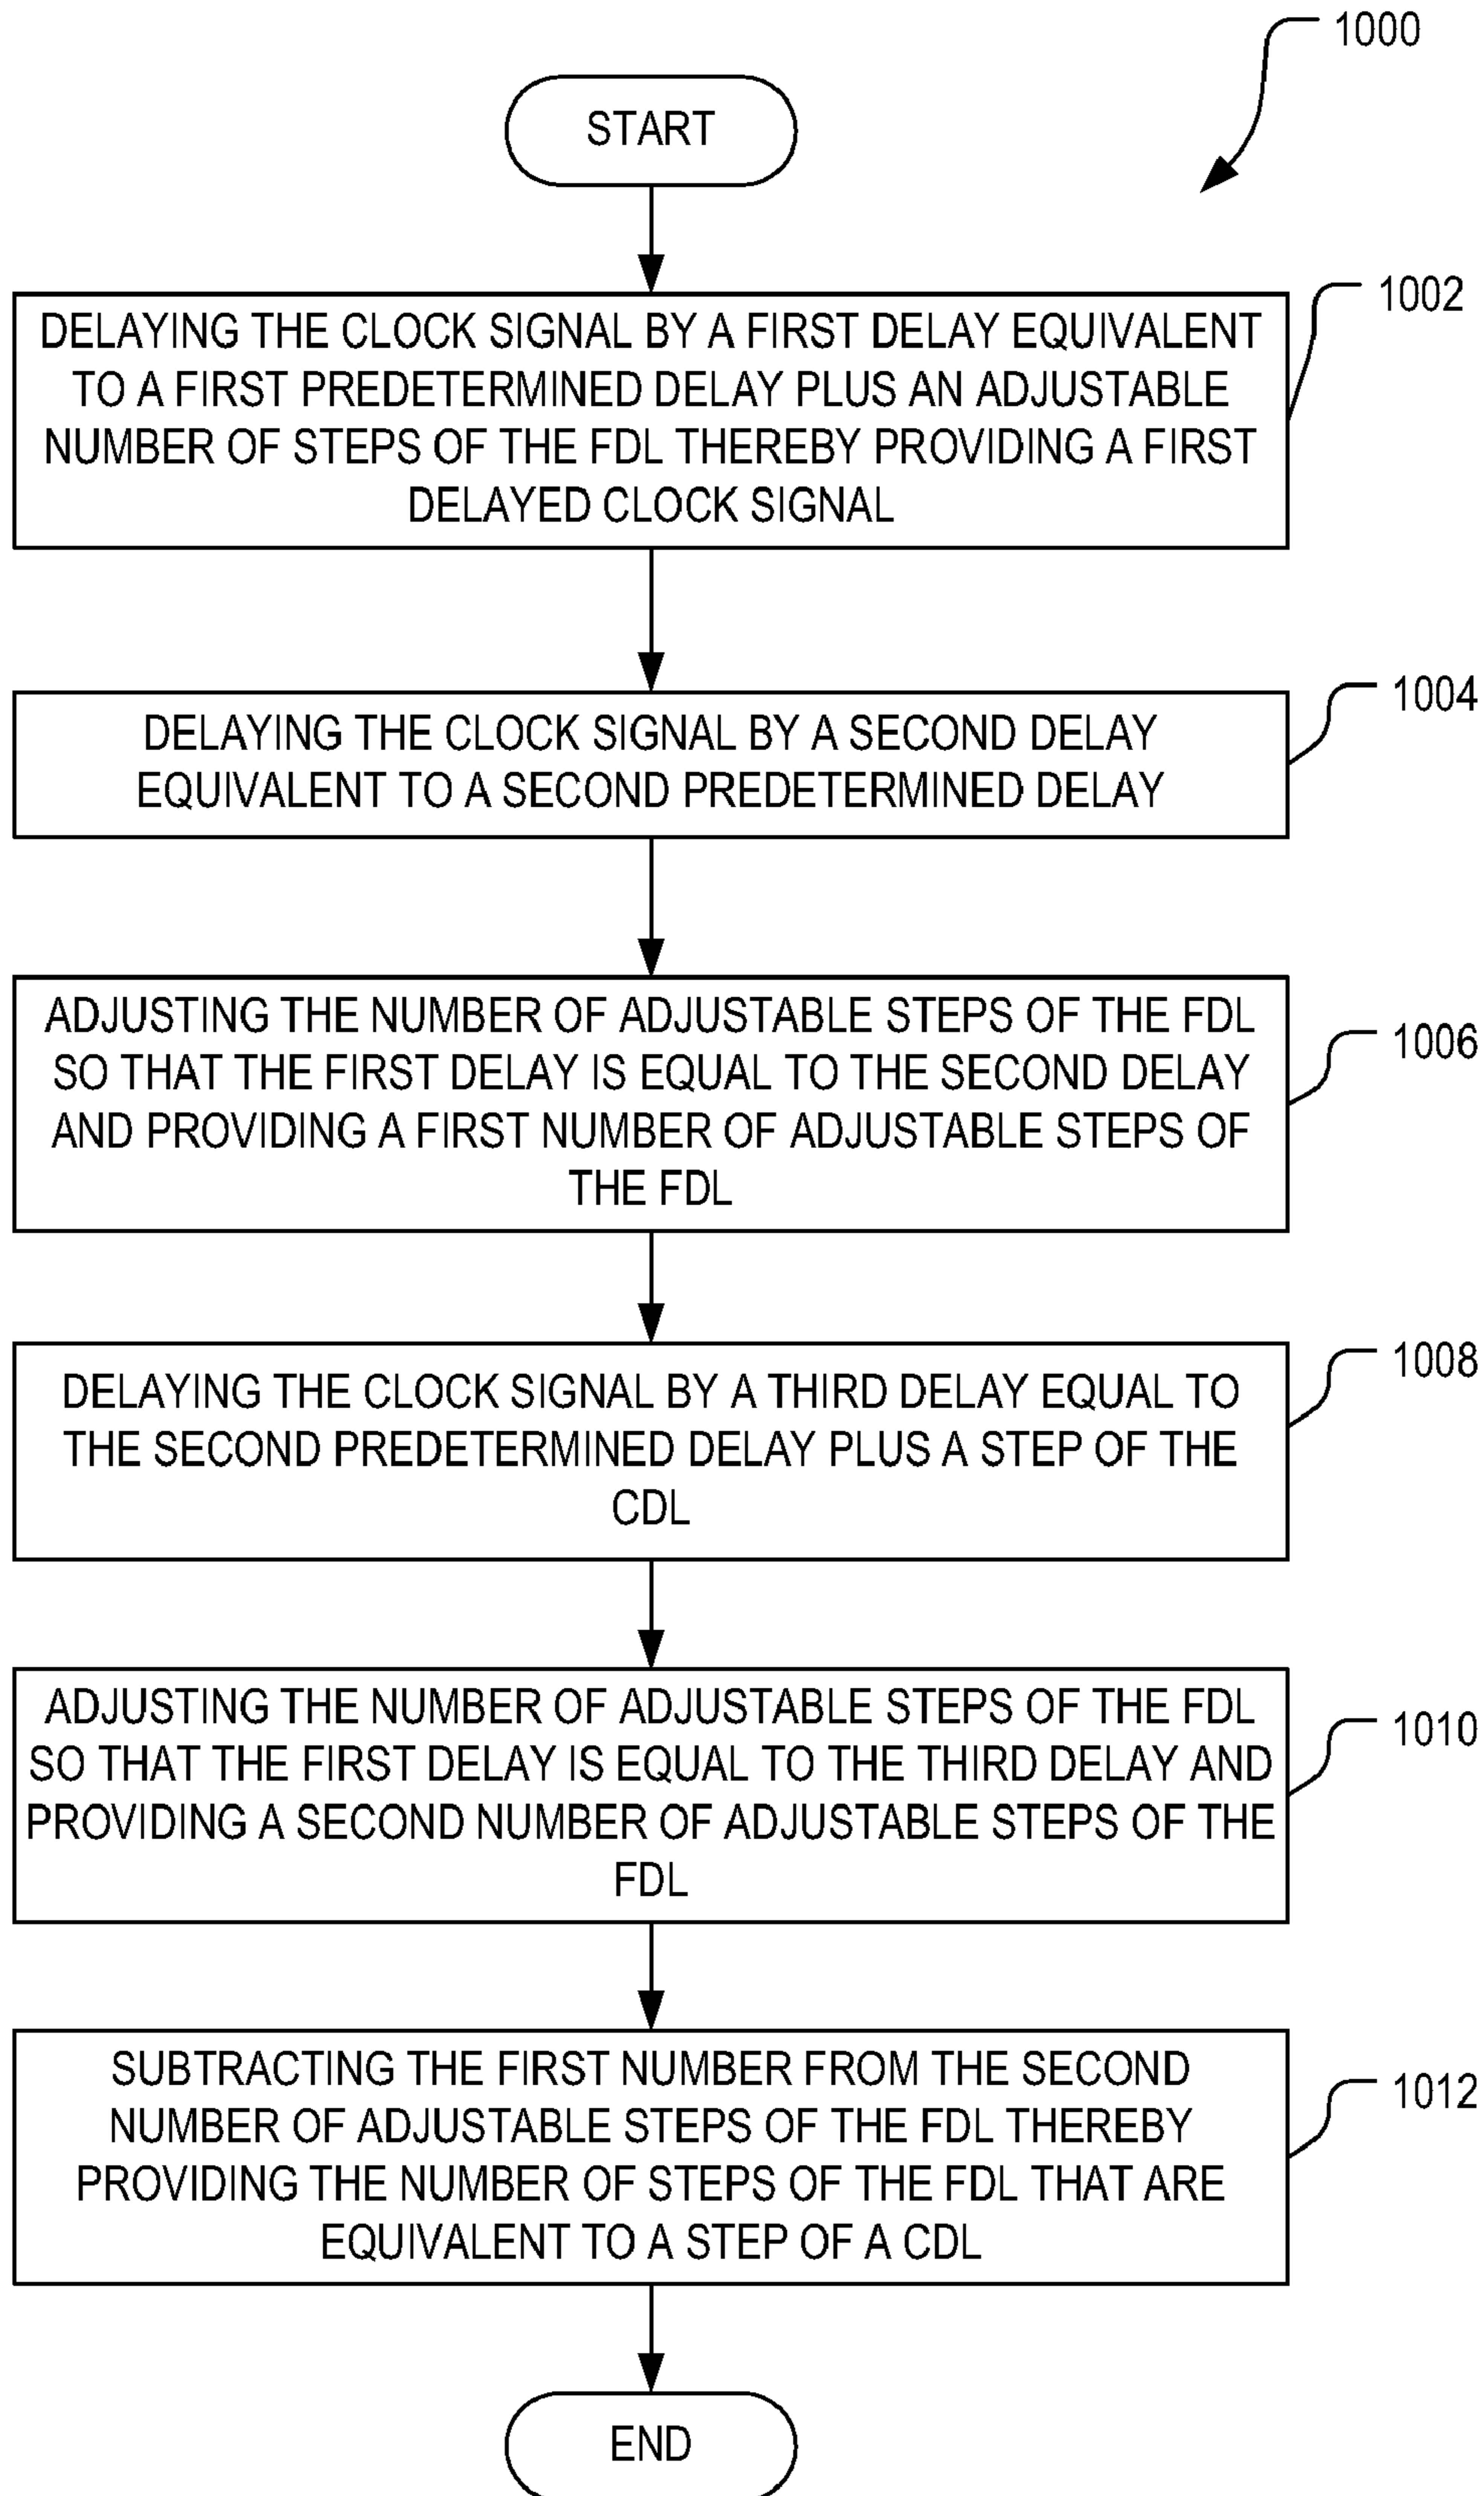 1000
START
1002
DELAYING THE CLOCK SIGNAL BY A FIRST DELAY EQUIVALENT
TO A FIRST PREDETERMINED DELAY PLUS AN ADJUSTABLE
NUMBER OF STEPS OF THE FDL THEREBY PROVIDING A FIRST
DELAYED CLOCK SIGNAL
1004
DELAYING THE CLOCK SIGNAL BY A SECOND DELAY
EQUIVALENT TO A SECOND PREDETERMINED DELAY
1006
ADJUSTING THE NUMBER OF ADJUSTABLE STEPS OF THE FDL
SO THAT THE FIRST DELAY IS EQUAL TO THE SECOND DELAY
AND PROVIDING A FIRST NUMBER OF ADJUSTABLE STEPS OF
THE FDL
1008
DELAYING THE CLOCK SIGNAL BY A THIRD DELAY EQUAL TO
THE SECOND PREDETERMINED DELAY PLUS A STEP OF THE
CDL
1010
ADJUSTING THE NUMBER OF ADJUSTABLE STEPS OF THE FDL
SO THAT THE FIRST DELAY IS EQUAL TO THE THIRD DELAY AND
PROVIDING A SECOND NUMBER OF ADJUSTABLE STEPS OF THE
FDL
1012
SUBTRACTING THE FIRST NUMBER FROM THE SECOND
NUMBER OF ADJUSTABLE STEPS OF THE FDL THEREBY
PROVIDING THE NUMBER OF STEPS OF THE FDL THAT ARE
EQUIVALENT TO A STEP OF A CDL
END